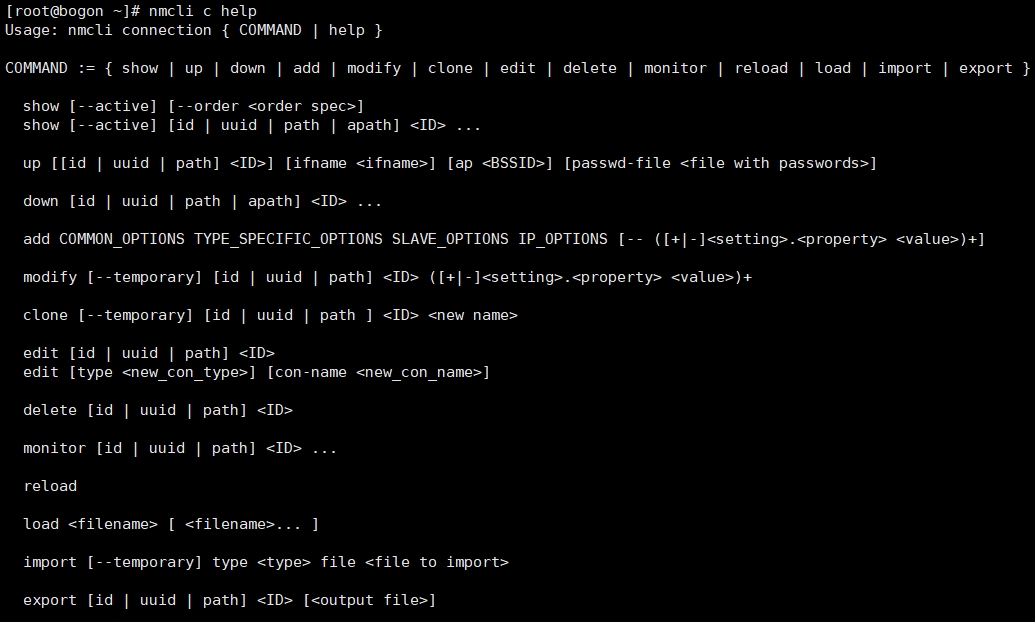 [root@bogon ~]# nmcli c help
Usage: nmcli connection { COMMAND | help }
COMMAND := { show | up | down | add | modify | clone | edit | delete | monitor | reload | load | import | export }
show [--active] [--order <order spec>]
show [--active] [id | uuid | path | apath] <ID> ...
up [[id | uuid | path] <ID>] [ifname <ifname>] [ap <BSSID>] [passwd-file <file with passwords>]
down [id | uuid | path | apath] <ID> ...
add COMMON_OPTIONS TYPE_SPECIFIC_OPTIONS SLAVE_OPTIONS IP_OPTIONS [-- ([+|-]<setting>.<property> <value>)+]
modify [--temporary] [id | uuid | path] <ID> ([+|-]<setting>.<property> <value>)+
clone [--temporary] [id | uuid | path ] <ID> <new name>
edit [id | uuid | path] <ID>
edit [type <new_con_type>] [con-name <new_con_name>]
delete [id | uuid | path] <ID>
monitor [id | uuid | path] <ID> ...
reload
load <filename> [ <filename>... ]
import [--temporary] type <type> file <file to import>
export [id | uuid | path] <ID> [<output file>]